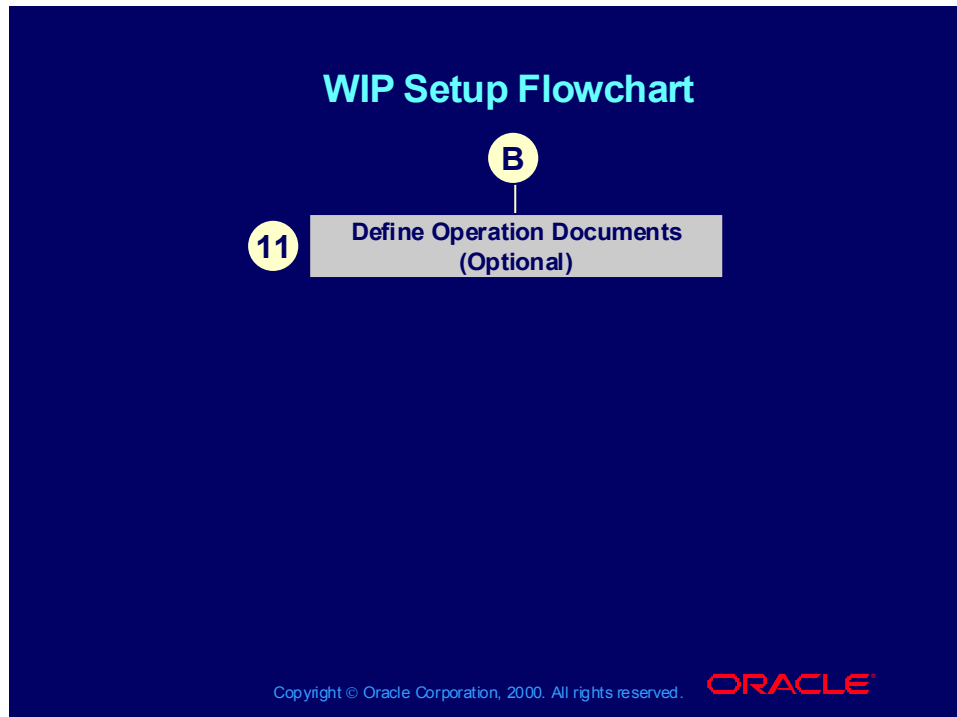 WIP Setup Flowchart
B
11
Define Operation Documents
(Optional)
Copyright © Oracle Corporation, 2000. All rights reserved.
ORACLE®